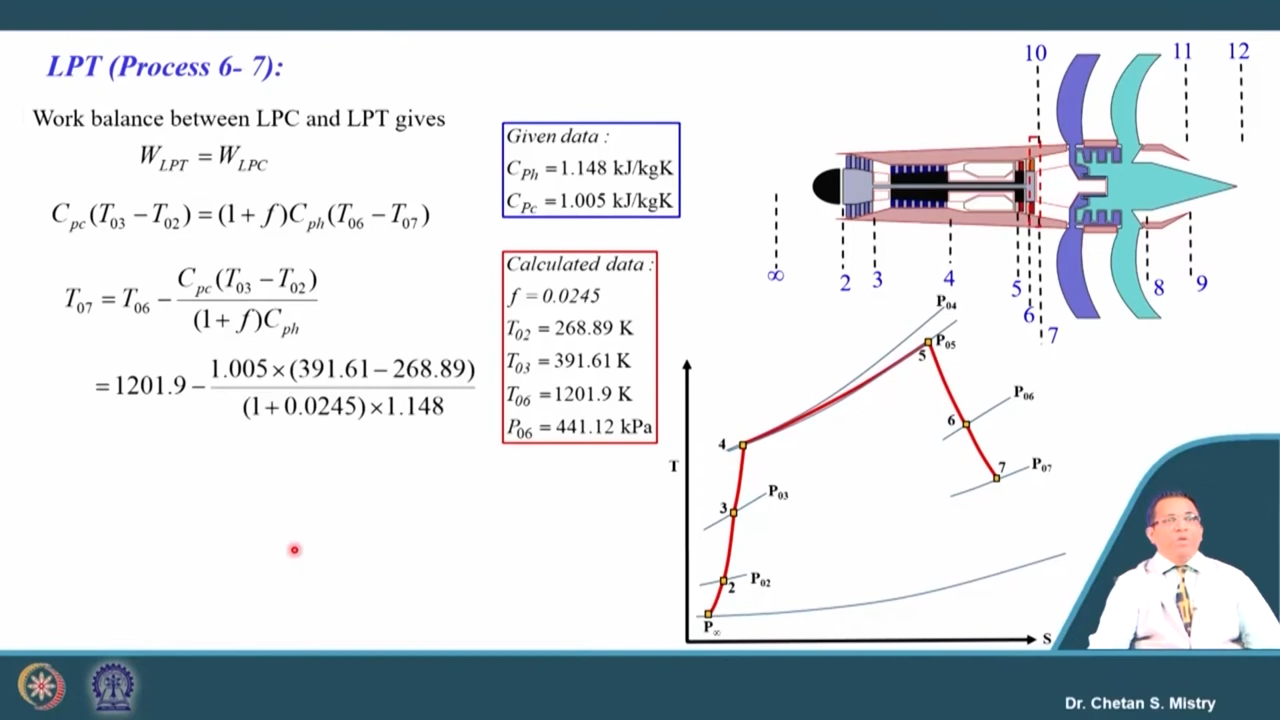 LPT (Process 6- 7):
Work balance between LPC and LPT gives
W_LPT = W_LPC
C_pc(T_03 − T_02) = (1 + f)C_ph(T_06 − T_07)
T_07 = T_06 − C_pc(T_03 − T_02) / (1 + f)C_ph
= 1201.9 − 1.005 × (391.61 − 268.89) / (1 + 0.0245) × 1.148
Given data :
C_Ph = 1.148 kJ/kgK
C_Pc = 1.005 kJ/kgK
Calculated data :
f = 0.0245
T_02 = 268.89 K
T_03 = 391.61 K
T_06 = 1201.9 K
P_06 = 441.12 kPa
10 11 12
∞ 2 3 4 5 6 7 8 9
P_04
5 P_05
P_06
6
4
T
7 P_07
P_03
3
P_02
2
P_∞
S
Dr. Chetan S. Mistry